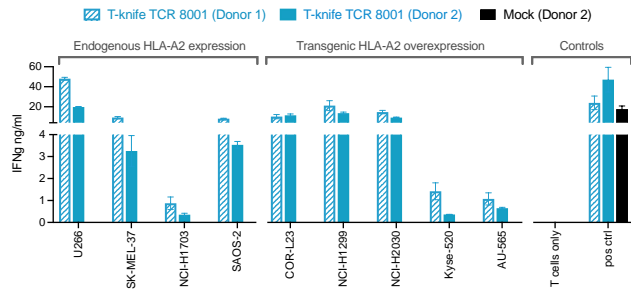 T-knife TCR 8001 (Donor 1) T-knife TCR 8001 (Donor 2) Mock (Donor 2)
Endogenous HLA-A2 expression Transgenic HLA-A2 overexpression Controls
IFNg ng/ml
60
40
20
4
3
2
1
0
U266
SK-MEL-37
NCI-H1703
SAOS-2
COR-L23
NCI-H1299
NCI-H2030
Kyse-520
AU-565
T cells only
pos ctrl